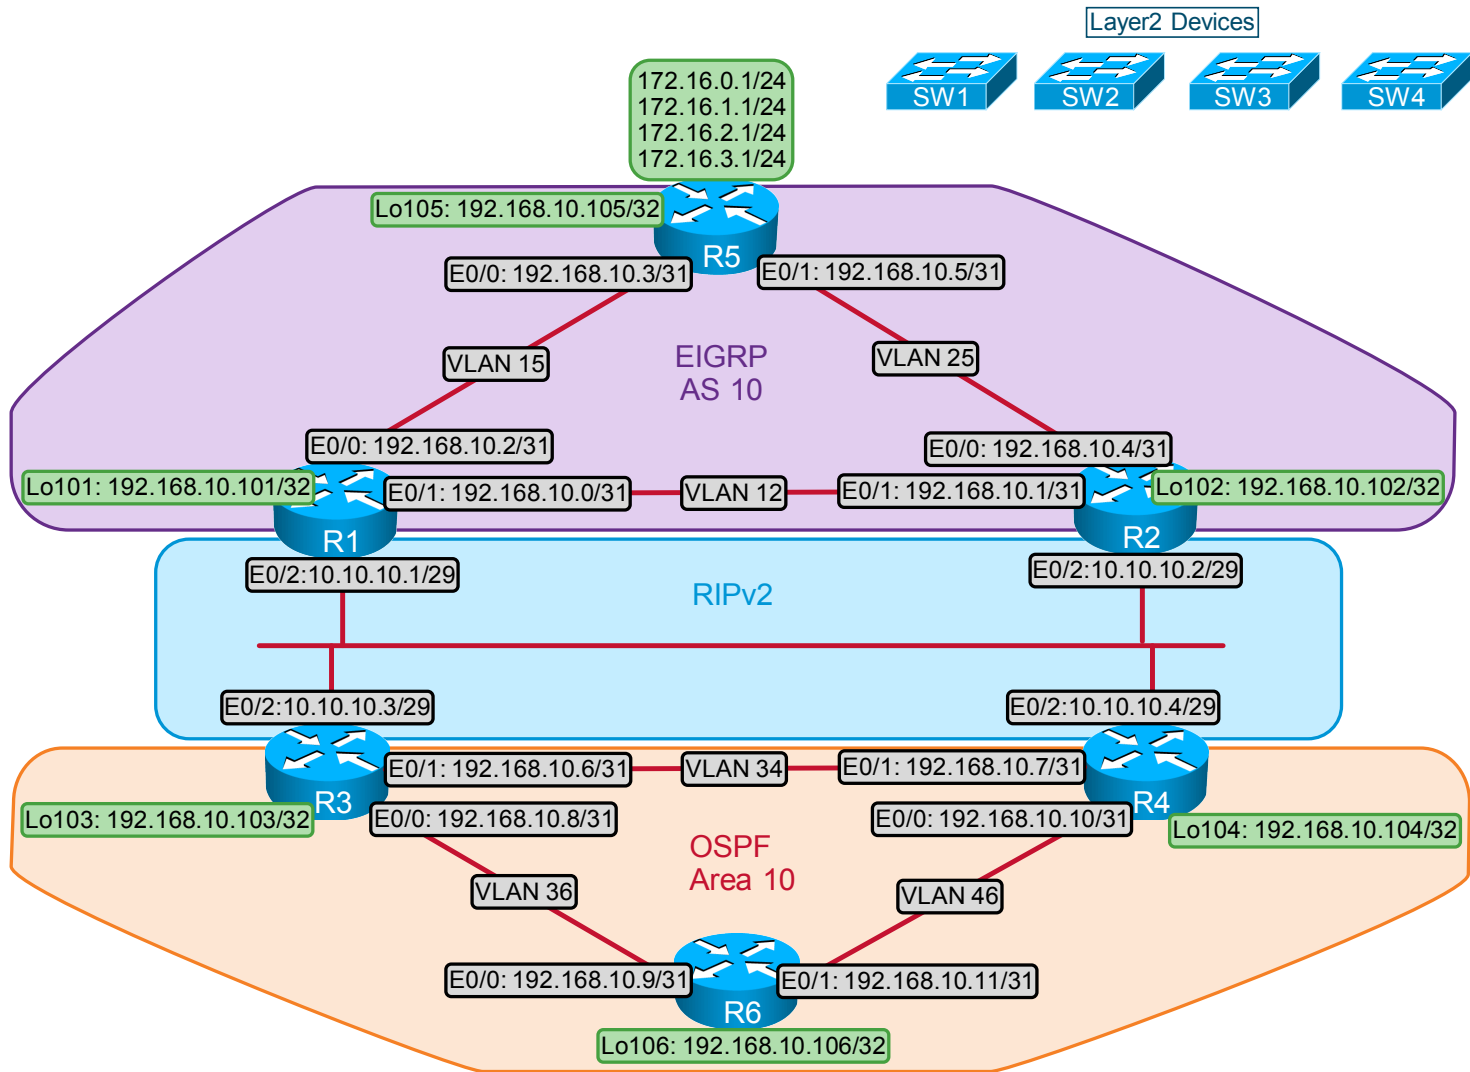 Layer2 Devices
SW1
SW2
SW3
SW4
172.16.0.1/24
172.16.1.1/24
172.16.2.1/24
172.16.3.1/24
Lo105: 192.168.10.105/32
R5
E0/0: 192.168.10.3/31
E0/1: 192.168.10.5/31
VLAN 15
EIGRP
AS 10
VLAN 25
E0/0: 192.168.10.2/31
E0/0: 192.168.10.4/31
Lo101: 192.168.10.101/32
E0/1: 192.168.10.0/31
VLAN 12
E0/1: 192.168.10.1/31
Lo102: 192.168.10.102/32
R1
R2
E0/2:10.10.10.1/29
E0/2:10.10.10.2/29
RIPv2
E0/2:10.10.10.3/29
E0/2:10.10.10.4/29
E0/1: 192.168.10.6/31
VLAN 34
E0/1: 192.168.10.7/31
R3
R4
Lo103: 192.168.10.103/32
E0/0: 192.168.10.8/31
E0/0: 192.168.10.10/31
Lo104: 192.168.10.104/32
OSPF
Area 10
VLAN 36
VLAN 46
E0/0: 192.168.10.9/31
E0/1: 192.168.10.11/31
R6
Lo106: 192.168.10.106/32